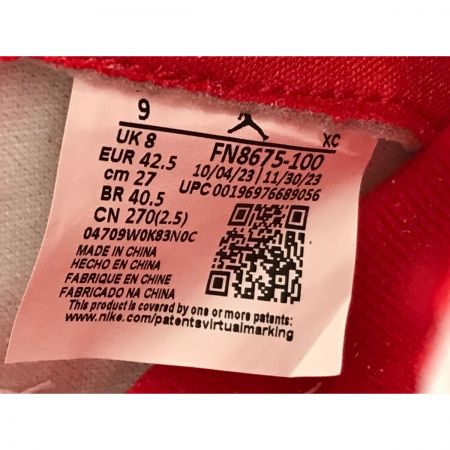 9 XC
UK 8 FN8675-100
EUR 42.5 10/04/23 11/30/23
cm 27 UPC 00196976689056
BR 40.5
CN 270(2.5)
04709W0K83N0C
MADE IN CHINA
HECHO EN CHINA
FABRIQUE EN CHINE
FABRICADO NA CHINA
This product is covered by one or more of
www.nike.com/patentsvirtualmarking